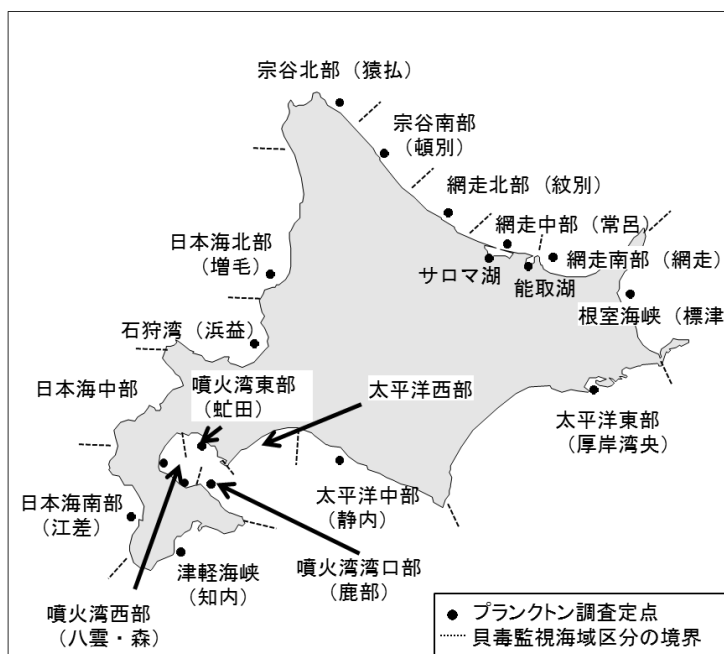 宗谷北部（猿払）
宗谷南部
（頓別）
網走北部（紋別）
網走中部（常呂）
日本海北部
（増毛）
サロマ湖
能取湖
網走南部（網走）
根室海峡（標津
石狩湾（浜益）
日本海中部
噴火湾東部
（虻田）
太平洋西部
太平洋東部
（厚岸湾央）
太平洋中部
（静内）
日本海南部
（江差）
津軽海峡
（知内）
噴火湾湾口部
（鹿部）
噴火湾西部
（八雲・森）
プランクトン調査定点
貝毒監視海域区分の境界